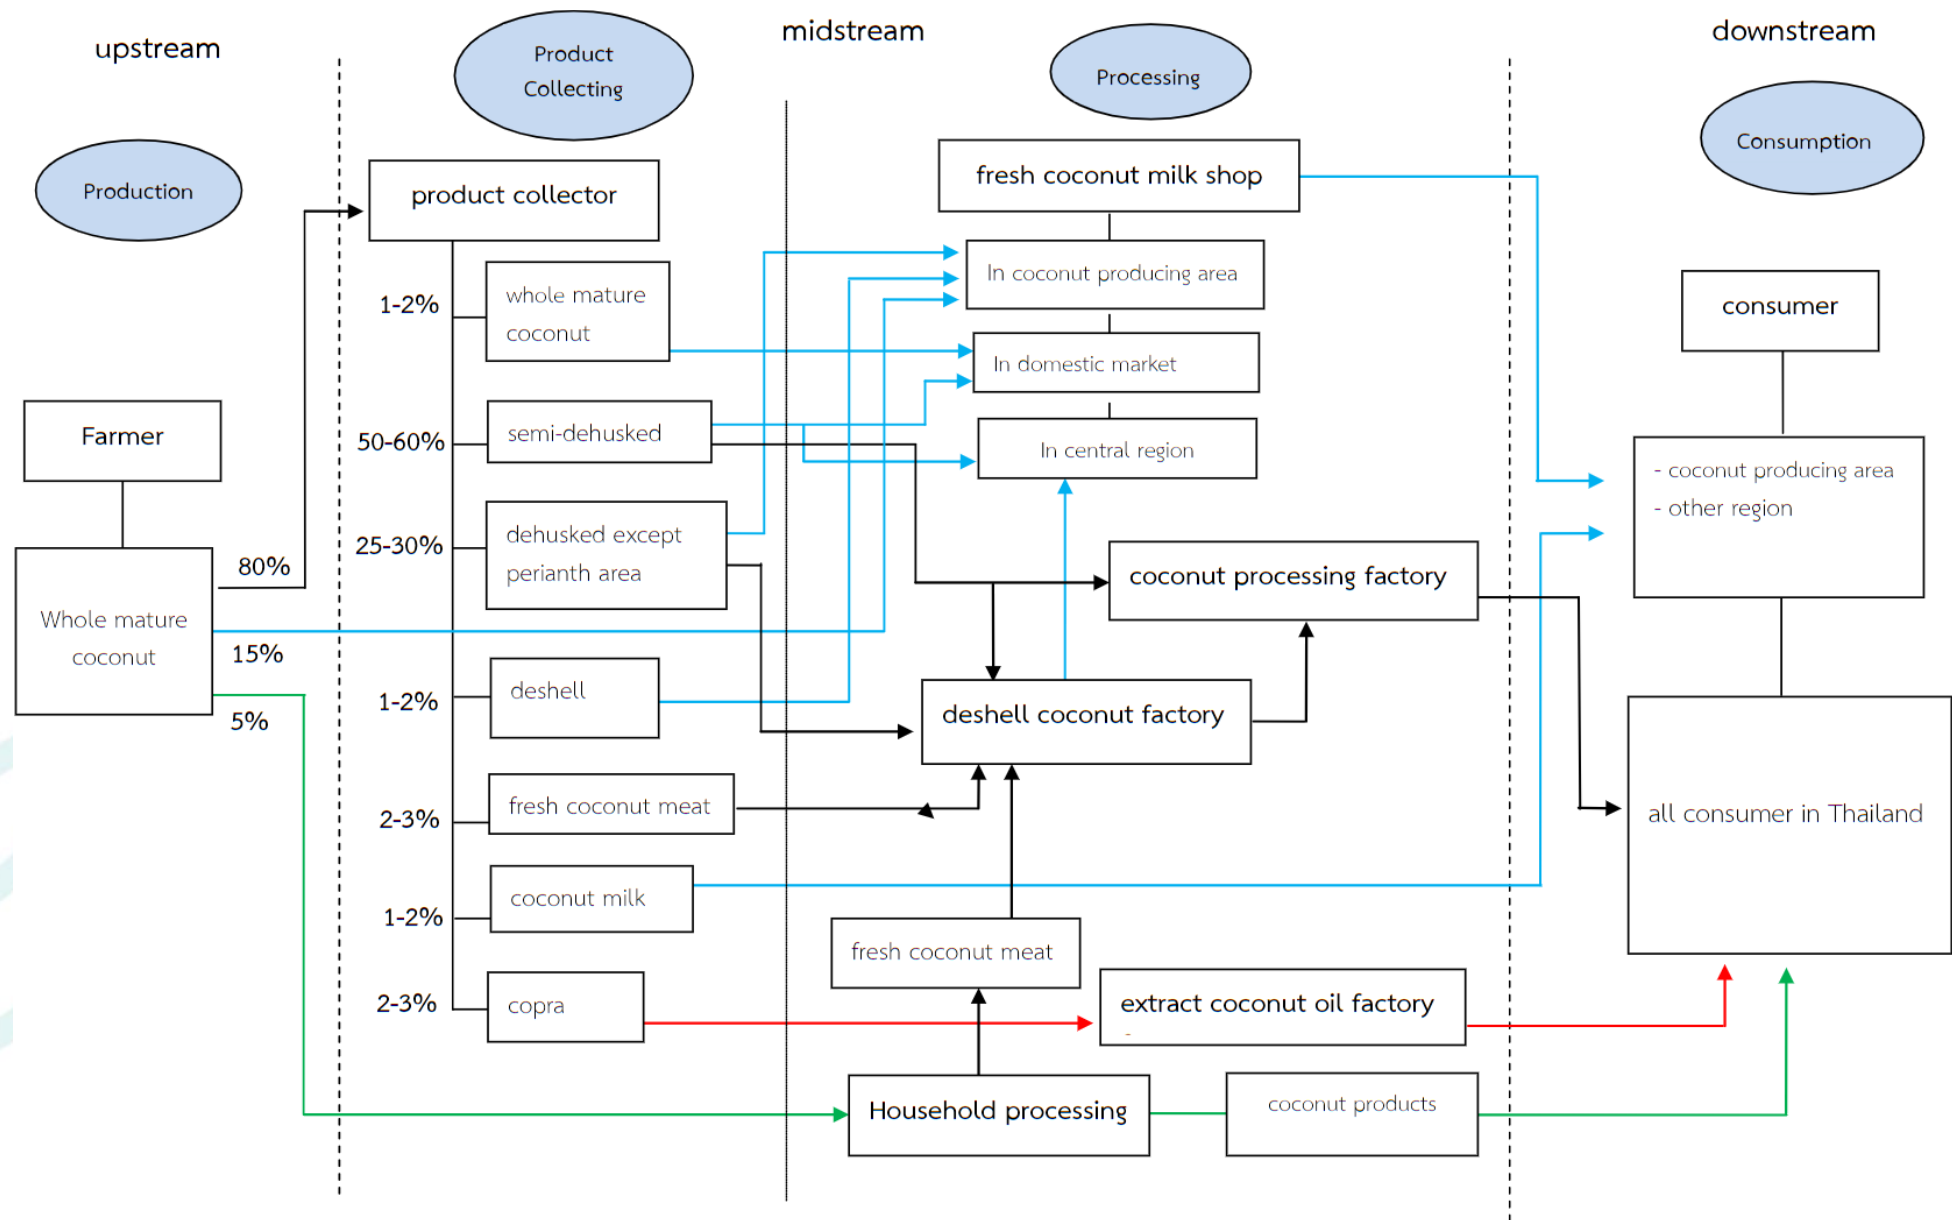 upstream
midstream
downstream
Production
Product
Collecting
Processing
Consumption
Farmer
Whole mature
coconut
80%
15%
5%
product collector
1-2%
whole mature
coconut
50-60%
semi-dehusked
25-30%
dehusked except
perianth area
1-2%
deshell
2-3%
fresh coconut meat
1-2%
coconut milk
2-3%
copra
fresh coconut milk shop
In coconut producing area
In domestic market
In central region
coconut processing factory
deshell coconut factory
fresh coconut meat
extract coconut oil factory
-
Household processing
coconut products
consumer
- coconut producing area
- other region
all consumer in Thailand